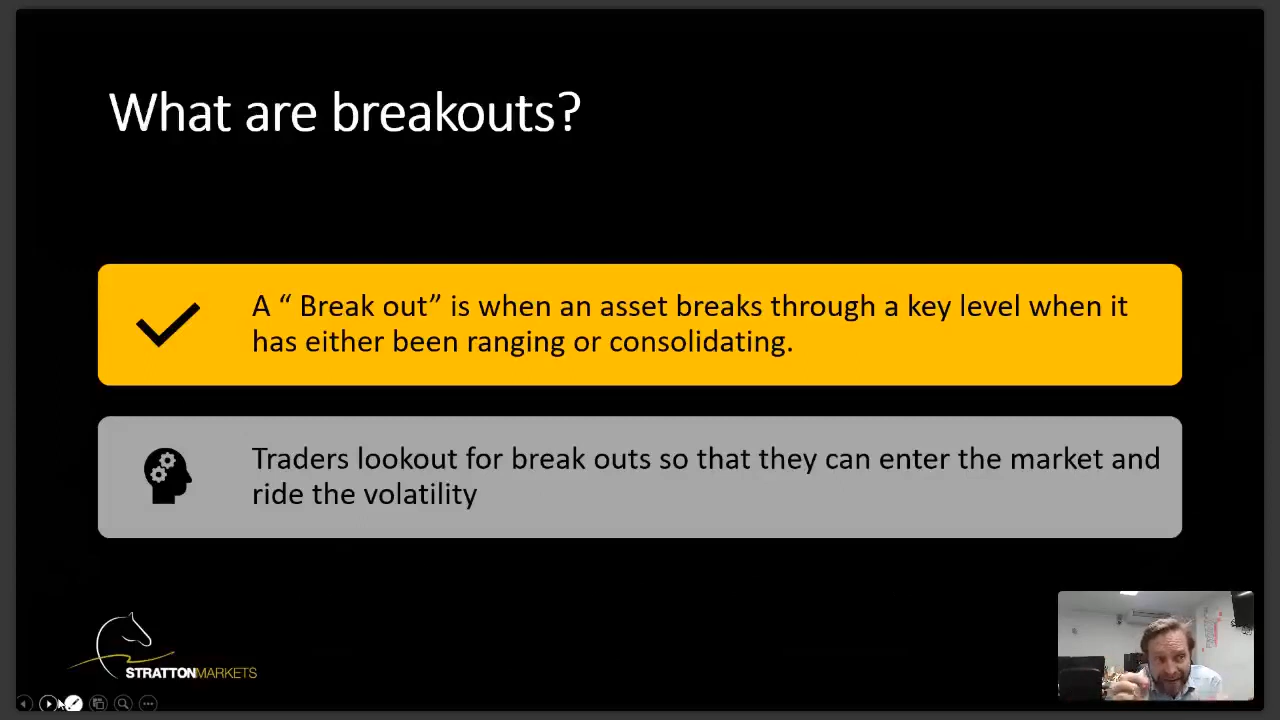 What are breakouts?
A “ Break out” is when an asset breaks through a key level when it
has either been ranging or consolidating.
Traders lookout for break outs so that they can enter the market and
ride the volatility
STRATTONMARKETS